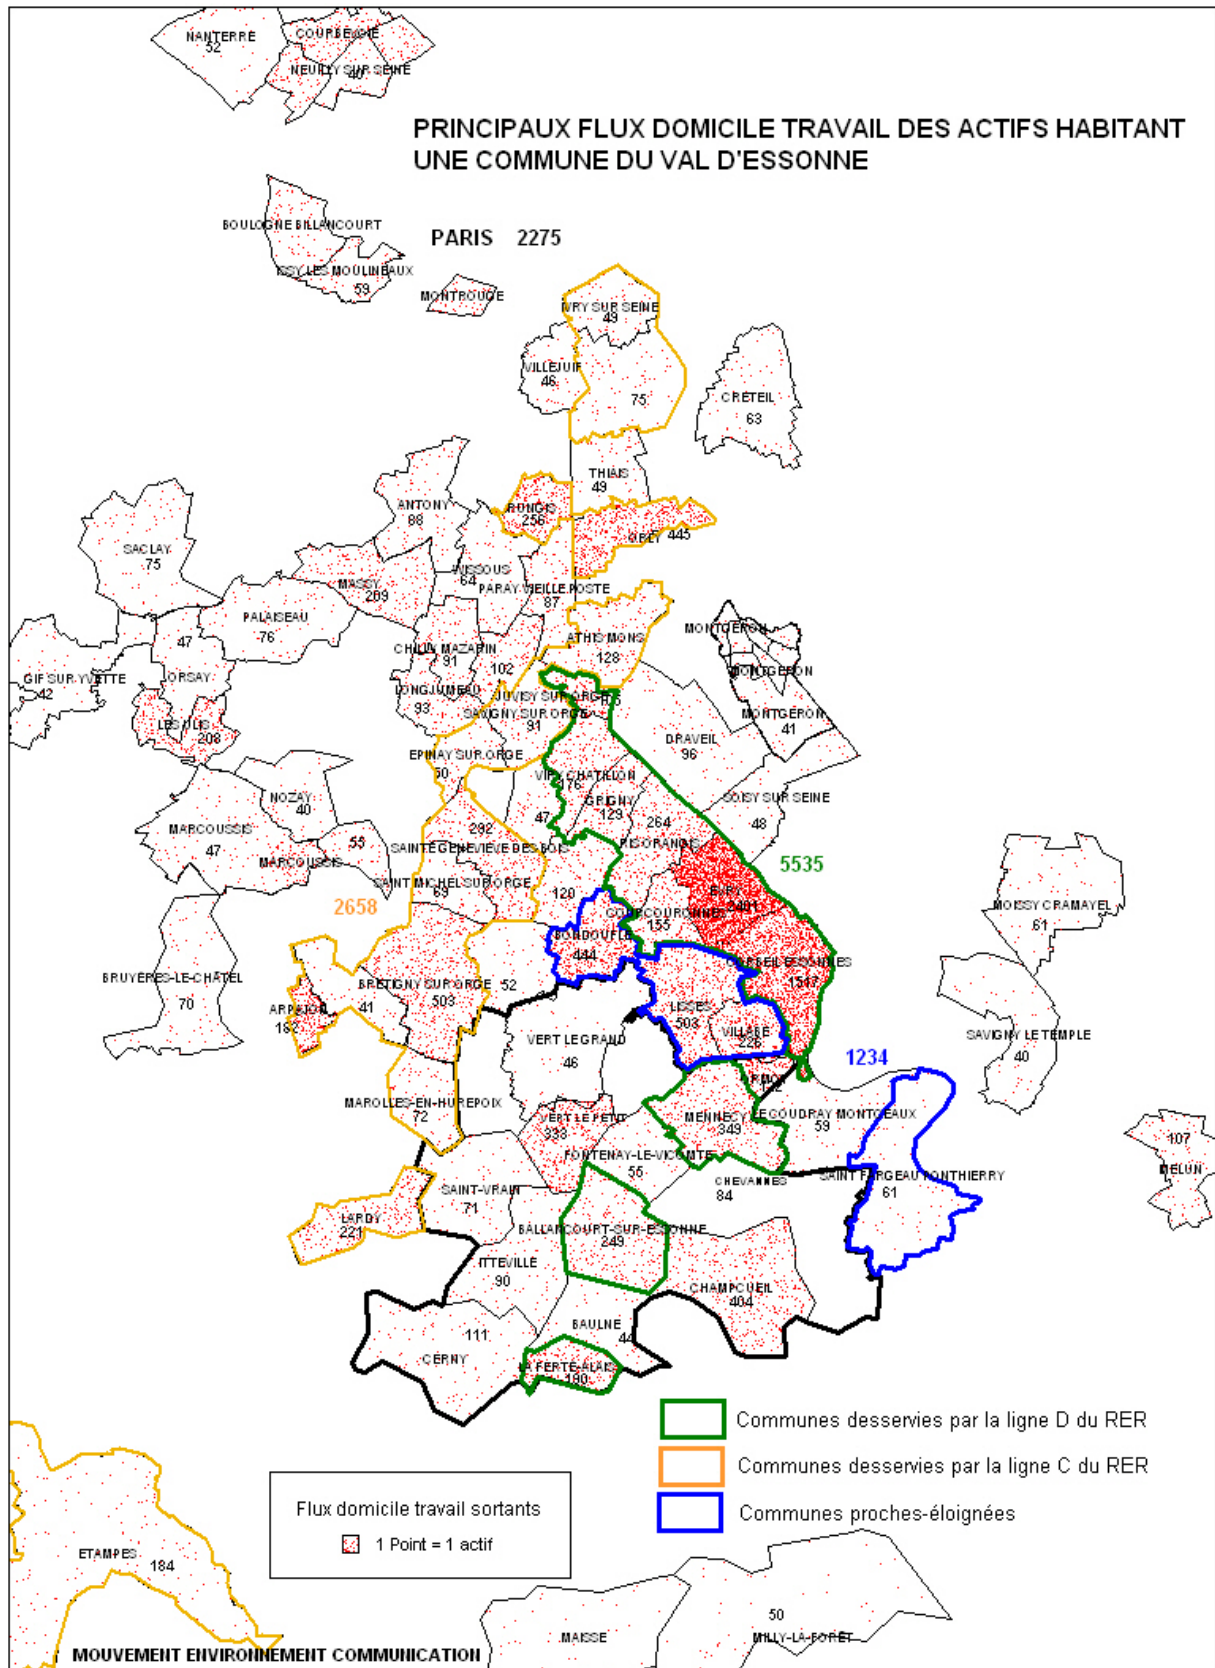 NANTERRE
52
NEUILLY SUR SEINE
40
PRINCIPAUX FLUX DOMICILE TRAVAIL DES ACTIFS HABITANT
UNE COMMUNE DU VAL D'ESSONNE
BOULOGNE BILLANCOURT
PARIS 2275
ISSY LES MOULINEAUX
59
MONTROUGE
IVRY SUR SEINE
49
VILLEJUIF
46
75
CRETEIL
63
THIAIS
49
ANTONY
88
RUNGIS
256
ORLY
445
SACLAY
75
MASSY
209
WISSOUS
64
PARAY VIEILLE POSTE
87
PALAISEAU
76
47
ATHIS MONS
128
MONTGERON
CHILLY MAZARIN
91
102
MONTGERON
GIF SUR YVETTE
42
ORSAY
LONGJUMEAU
93
JUVISY SUR ORGE
SAVIGNY SUR ORGE
91
MONTGERON
41
LES ULIS
208
DRAVEIL
96
EPINAY SUR ORGE
50
VIRY CHATILLON
176
NOZAY
40
GRIGNY
129
SOISY SUR SEINE
48
MARCOUSSIS
47
55
292
47
264
RIS ORANGIS
SAINTE GENEVIEVE DES BOIS
MARCOUSSIS
5535
SAINT MICHEL SUR ORGE
69
120
EVRY
2401
2658
COURCOURONNES
155
MOISSY CRAMAYEL
61
BONDOUFLE
444
CORBEIL ESSONNES
1517
BRUYÈRES-LE-CHÂTEL
70
BRETIGNY SUR ORGE
503
52
ARPAJON
41
LISSES
503
VILLABE
226
VERT LE GRAND
46
SAVIGNY LE TEMPLE
40
1234
MAROLLES-EN-HUREPOIX
72
VERT LE PETIT
333
MENNECY
349
LE COUDRAY MONTCEAUX
59
FONTENAY-LE-VICOMTE
55
107
MELUN
CHEVANNES
84
SAINT FARGEAU PONTHIERRY
61
SAINT-VRAIN
71
LARDY
221
BALLANCOURT-SUR-ESSONNE
249
ITTEVILLE
90
CHAMPCUEIL
404
BAULNE
44
111
CERNY
LA FERTE-ALAIS
190
Communes desservies par la ligne D du RER
Communes desservies par la ligne C du RER
Communes proches-éloignées
Flux domicile travail sortants
1 Point = 1 actif
ETAMPES
184
50
MAISSE
MILLY-LA-FORÊT
MOUVEMENT ENVIRONNEMENT COMMUNICATION